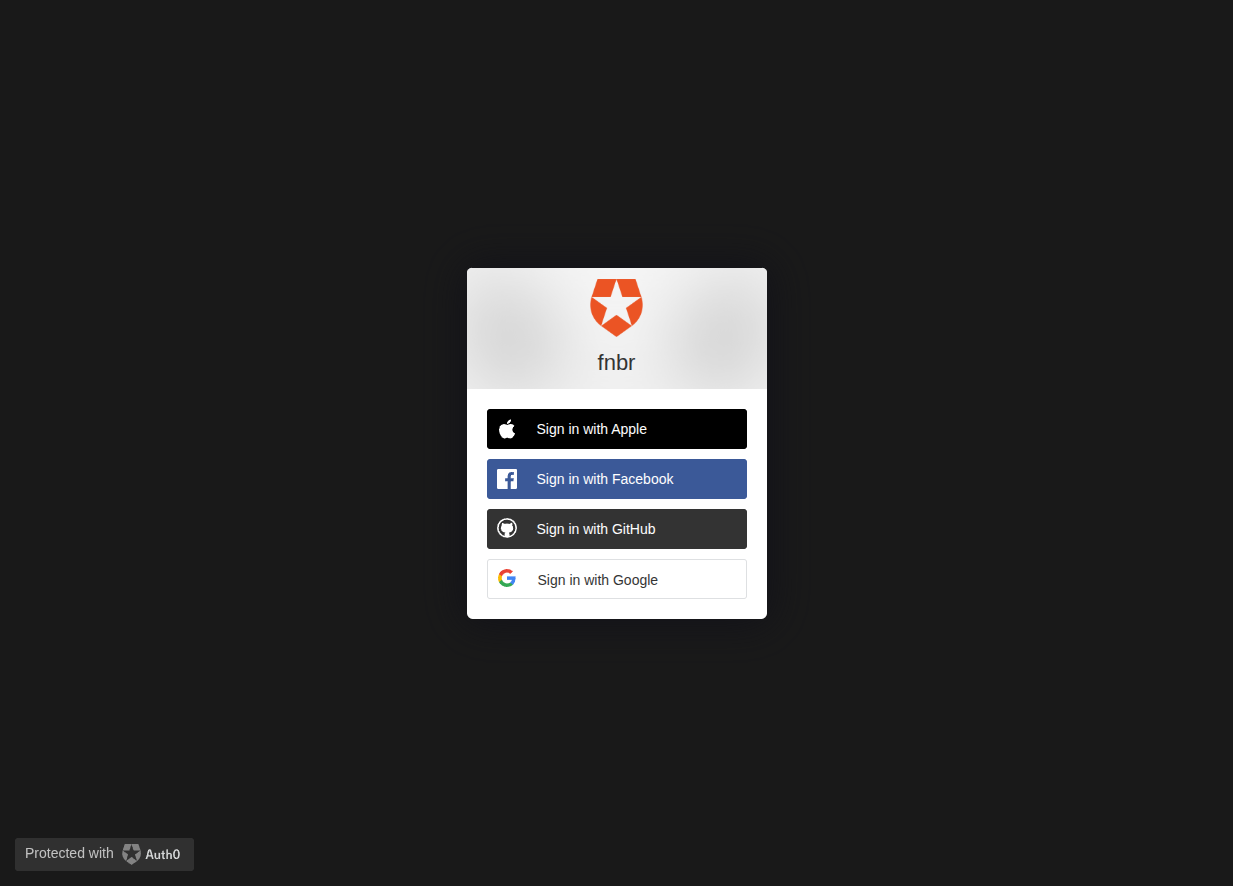 fnbr
Sign in with Apple
Sign in with Facebook
Sign in with GitHub
Sign in with Google
Protected with Auth0